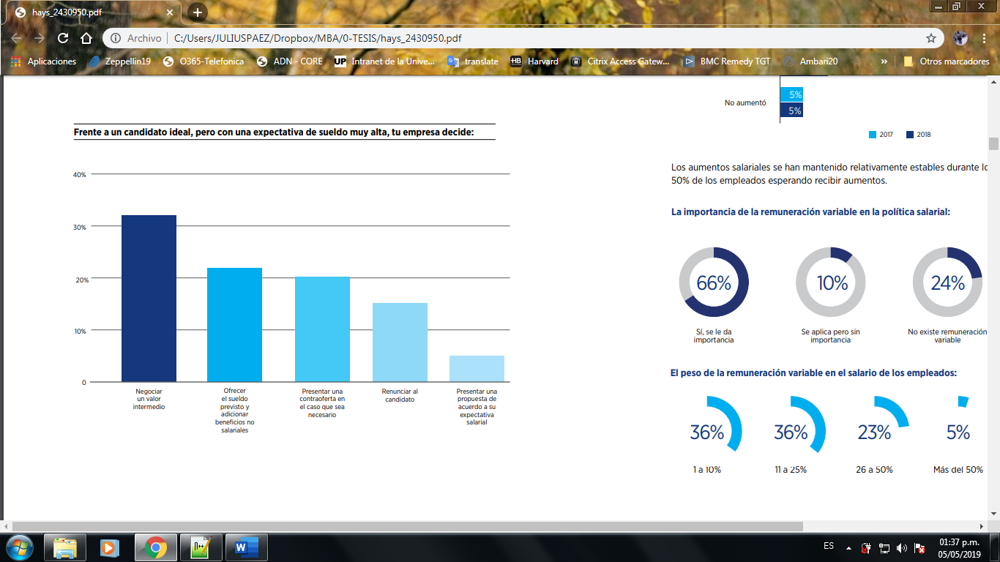 hays_2430950.pdf
Archivo C:/Users/JULIUSPAEZ/Dropbox/MBA/0-TESIS/hays_2430950.pdf
Aplicaciones Zeppellin19 O365-Telefonica ADN - CORE UP Intranet de la Unive... translate HB Harvard Citrix Access Gatew... BMC Remedy TGT Ambari20 » Otros marcadores
Frente a un candidato ideal, pero con una expectativa de sueldo muy alta, tu empresa decide:
40%
30%
20%
10%
0
Negociar
un valor
intermedio
Ofrecer
el sueldo
previsto y
adicionar
beneficios no
salariales
Presentar una
contraoferta en
el caso que sea
necesario
Renunciar al
candidato
Presentar una
propuesta de
acuerdo a su
expectativa
salarial
No aumentó
5%
5%
2017 2018
Los aumentos salariales se han mantenido relativamente estables durante
50% de los empleados esperando recibir aumentos.
La importancia de la remuneración variable en la política salarial:
66%
Sí, se le da
importancia
10%
Se aplica pero sin
importancia
24%
No existe remuneración
variable
El peso de la remuneración variable en el salario de los empleados:
36%
1 a 10%
36%
11 a 25%
23%
26 a 50%
5%
Más del 50%
N++
W
ES
01:37 p.m.
05/05/2019